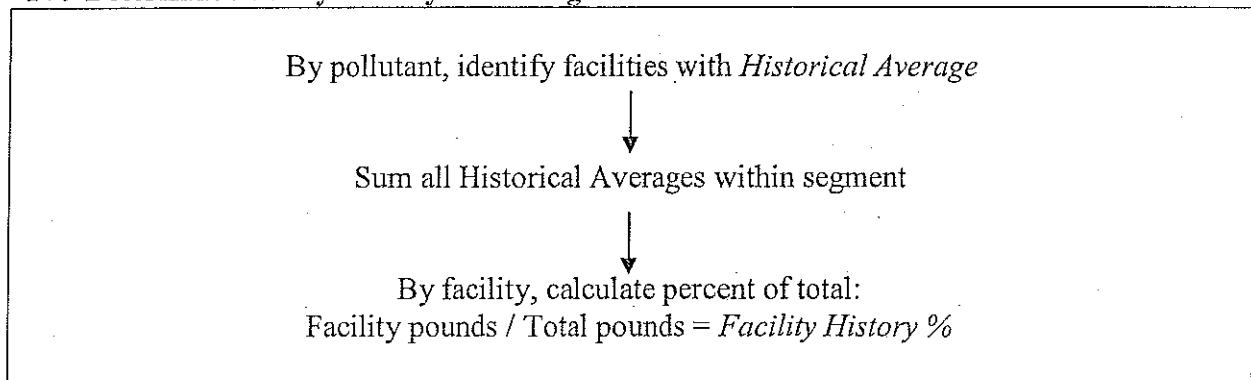 By pollutant, identify facilities with Historical Average
Sum all Historical Averages within segment
By facility, calculate percent of total:
Facility pounds / Total pounds = Facility History %